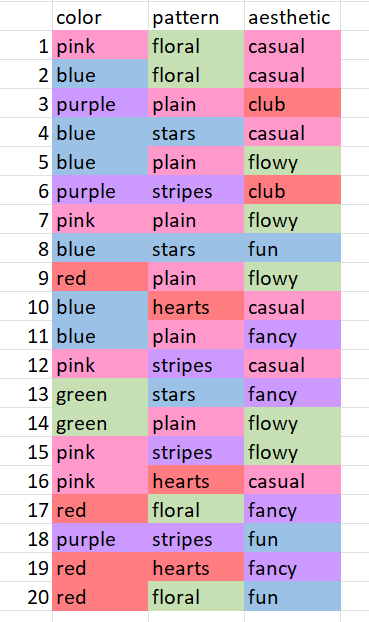 color pattern aesthetic
1 pink floral casual
2 blue floral casual
3 purple plain club
4 blue stars casual
5 blue plain flowy
6 purple stripes club
7 pink plain flowy
8 blue stars fun
9 red plain flowy
10 blue hearts casual
11 blue plain fancy
12 pink stripes casual
13 green stars fancy
14 green plain flowy
15 pink stripes flowy
16 pink hearts casual
17 red floral fancy
18 purple stripes fun
19 red hearts fancy
20 red floral fun